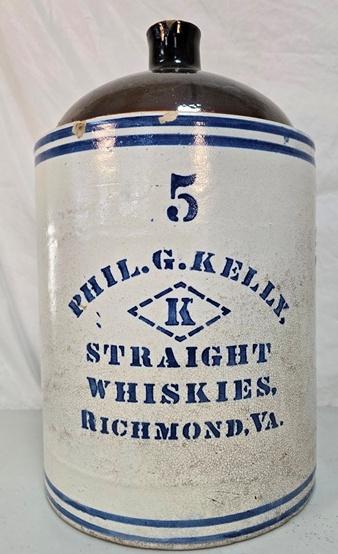 5
PHIL. G. KELLY,
K
STRAIGHT
WHISKIES,
RICHMOND, VA.